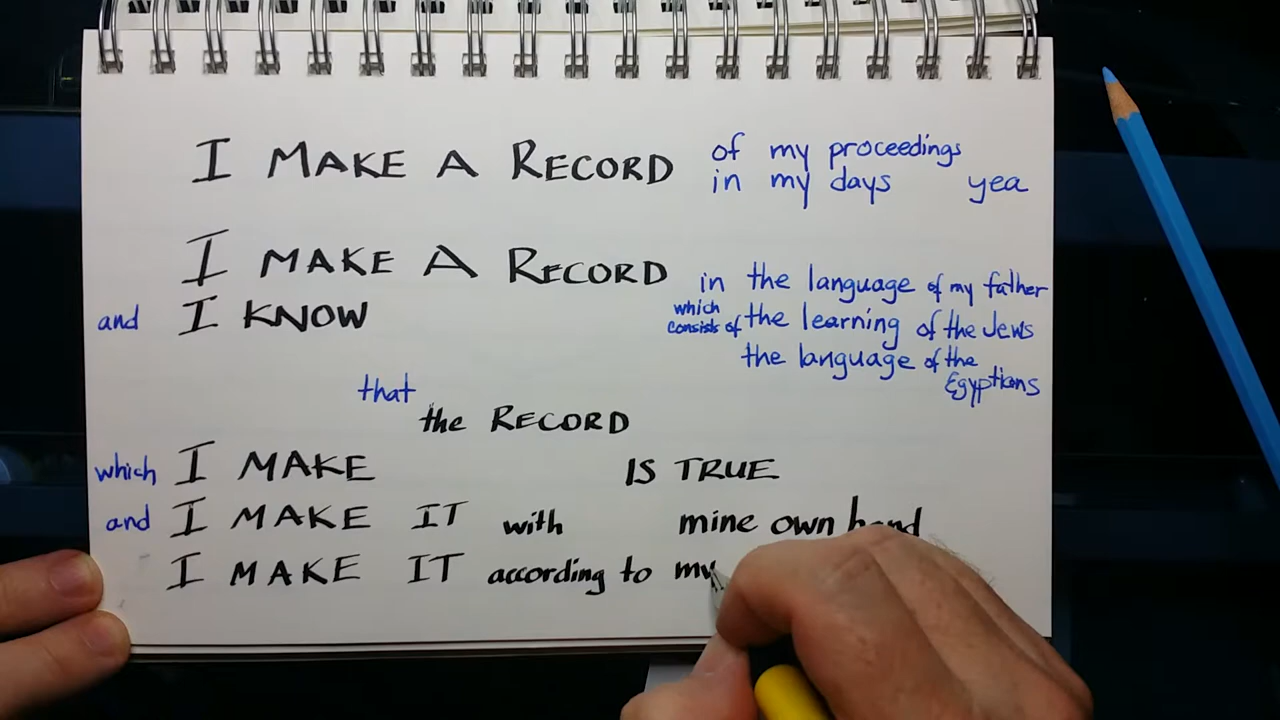 I MAKE A RECORD of my proceedings
in my days yea
I MAKE A RECORD in the language of my father
and I KNOW which consists of the learning of the Jews
the language of the Egyptians
that
the RECORD
which I MAKE IS TRUE
and I MAKE IT with mine own hand
I MAKE IT according to my